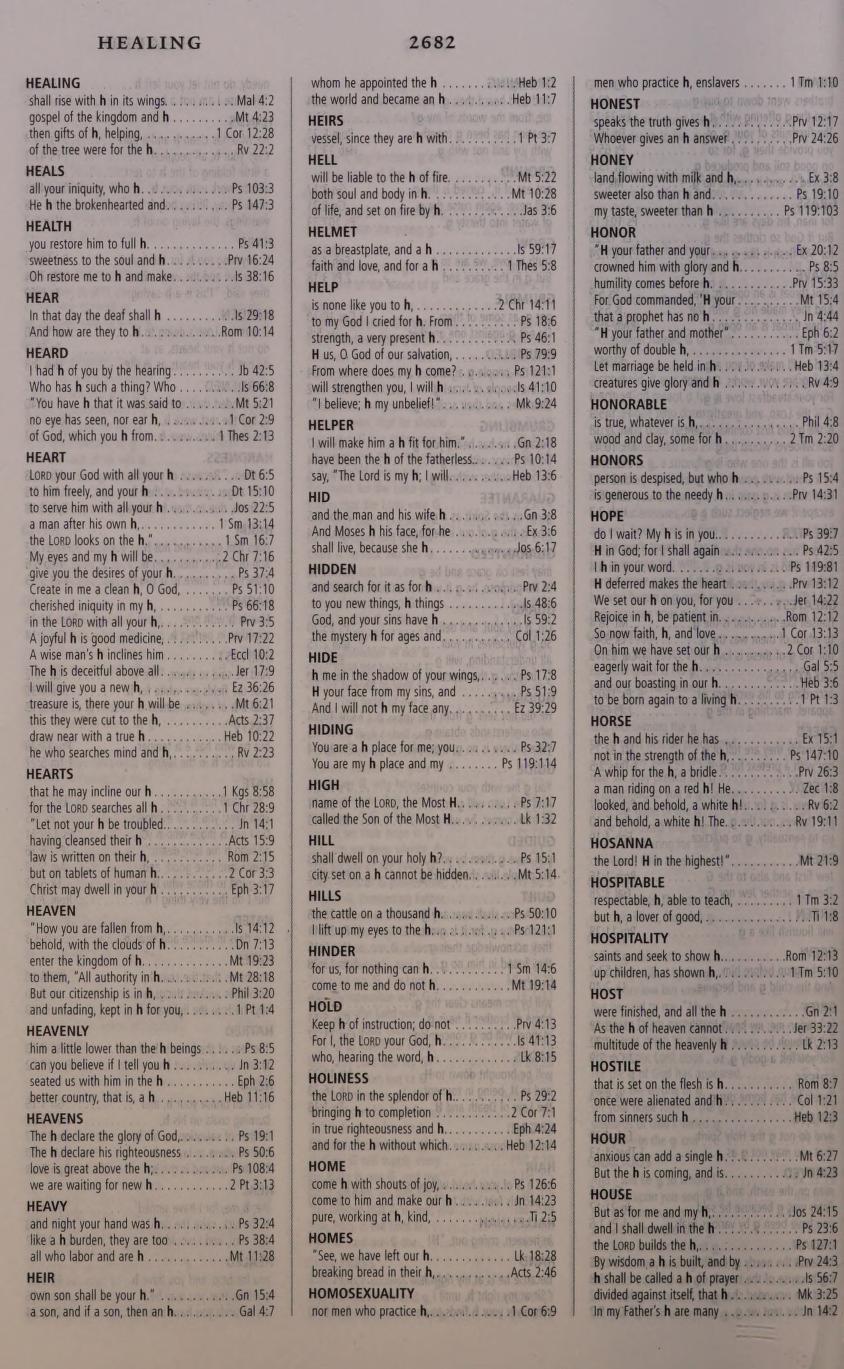 HEALING 2682
HEALING
shall rise with h in its wings. . . . . . . . . . Mal 4:2
gospel of the kingdom and h . . . . . . . . . Mt 4:23
then gifts of h, helping, . . . . . . . . . . . 1 Cor 12:28
of the tree were for the h. . . . . . . . . . . . . Rv 22:2
HEALS
all your iniquity, who h. . . . . . . . . . . . . . Ps 103:3
He h the brokenhearted and. . . . . . . . . . Ps 147:3
HEALTH
you restore him to full h. . . . . . . . . . . . . Ps 41:3
sweetness to the soul and h . . . . . . . . . Prv 16:24
Oh restore me to h and make. . . . . . . . . Is 38:16
HEAR
In that day the deaf shall h . . . . . . . . . . Is 29:18
And how are they to h. . . . . . . . . . . . . Rom 10:14
HEARD
I had h of you by the hearing. . . . . . . . . . Jb 42:5
Who has h such a thing? Who . . . . . . . . . Is 66:8
"You have h that it was said to . . . . . . . . Mt 5:21
no eye has seen, nor ear h, . . . . . . . . . . 1 Cor 2:9
of God, which you h from. . . . . . . . . . 1 Thes 2:13
HEART
LORD your God with all your h . . . . . . . . . . Dt 6:5
to him freely, and your h . . . . . . . . . . . . Dt 15:10
to serve him with all your h . . . . . . . . . . Jos 22:5
a man after his own h,. . . . . . . . . . . . 1 Sm 13:14
the LORD looks on the h.". . . . . . . . . . . . 1 Sm 16:7
My eyes and my h will be. . . . . . . . . . . 2 Chr 7:16
give you the desires of your h. . . . . . . . . . Ps 37:4
Create in me a clean h, O God, . . . . . . . Ps 51:10
cherished iniquity in my h, . . . . . . . . . . Ps 66:18
in the LORD with all your h,. . . . . . . . . . . Prv 3:5
A joyful h is good medicine, . . . . . . . . . Prv 17:22
A wise man's h inclines him . . . . . . . . . Eccl 10:2
The h is deceitful above all. . . . . . . . . . . Jer 17:9
I will give you a new h, . . . . . . . . . . . . . Ez 36:26
treasure is, there your h will be . . . . . . . . Mt 6:21
this they were cut to the h, . . . . . . . . . . Acts 2:37
draw near with a true h . . . . . . . . . . . . Heb 10:22
he who searches mind and h,. . . . . . . . . . Rv 2:23
HEARTS
that he may incline our h . . . . . . . . . . . 1 Kgs 8:58
for the LORD searches all h. . . . . . . . . . 1 Chr 28:9
"Let not your h be troubled.. . . . . . . . . . . Jn 14:1
having cleansed their h . . . . . . . . . . . . . Acts 15:9
law is written on their h, . . . . . . . . . . . Rom 2:15
but on tablets of human h.. . . . . . . . . . . 2 Cor 3:3
Christ may dwell in your h . . . . . . . . . . . Eph 3:17
HEAVEN
"How you are fallen from h,. . . . . . . . . . . Is 14:12
behold, with the clouds of h. . . . . . . . . . . Dn 7:13
enter the kingdom of h. . . . . . . . . . . . . Mt 19:23
to them, "All authority in h. . . . . . . . . . . Mt 28:18
But our citizenship is in h, . . . . . . . . . . Phil 3:20
and unfading, kept in h for you,. . . . . . . . 1 Pt 1:4
HEAVENLY
him a little lower than the h beings . . . . . . Ps 8:5
can you believe if I tell you h . . . . . . . . . . Jn 3:12
seated us with him in the h . . . . . . . . . . . Eph 2:6
better country, that is, a h . . . . . . . . . . Heb 11:16
HEAVENS
The h declare the glory of God,. . . . . . . . . Ps 19:1
The h declare his righteousness . . . . . . . . Ps 50:6
love is great above the h;. . . . . . . . . . . . Ps 108:4
we are waiting for new h. . . . . . . . . . . . 2 Pt 3:13
HEAVY
and night your hand was h. . . . . . . . . . . . Ps 32:4
like a h burden, they are too . . . . . . . . . . Ps 38:4
all who labor and are h . . . . . . . . . . . . . Mt 11:28
HEIR
own son shall be your h." . . . . . . . . . . . . Gn 15:4
a son, and if a son, then an h. . . . . . . . . . Gal 4:7
whom he appointed the h . . . . . . . . . . . . Heb 1:2
the world and became an h . . . . . . . . . . Heb 11:7
HEIRS
vessel, since they are h with. . . . . . . . . . . 1 Pt 3:7
HELL
will be liable to the h of fire. . . . . . . . . . . Mt 5:22
both soul and body in h. . . . . . . . . . . . . Mt 10:28
of life, and set on fire by h. . . . . . . . . . . . Jas 3:6
HELMET
as a breastplate, and a h . . . . . . . . . . . . . Is 59:17
faith and love, and for a h . . . . . . . . . . 1 Thes 5:8
HELP
is none like you to h, . . . . . . . . . . . . . 2 Chr 14:11
to my God I cried for h. From . . . . . . . . . . Ps 18:6
strength, a very present h. . . . . . . . . . . . Ps 46:1
H us, O God of our salvation, . . . . . . . . . . Ps 79:9
From where does my h come? . . . . . . . . Ps 121:1
will strengthen you, I will h . . . . . . . . . . . Is 41:10
"I believe; h my unbelief!". . . . . . . . . . . . Mk 9:24
HELPER
I will make him a h fit for him." . . . . . . . . . Gn 2:18
have been the h of the fatherless.. . . . . . . Ps 10:14
say, "The Lord is my h; I will. . . . . . . . . . Heb 13:6
HID
and the man and his wife h . . . . . . . . . . . . Gn 3:8
And Moses h his face, for he . . . . . . . . . . . Ex 3:6
shall live, because she h. . . . . . . . . . . . . Jos 6:17
HIDDEN
and search for it as for h . . . . . . . . . . . . . Prv 2:4
to you new things, h things . . . . . . . . . . . Is 48:6
God, and your sins have h . . . . . . . . . . . . . Is 59:2
the mystery h for ages and. . . . . . . . . . . . Col 1:26
HIDE
h me in the shadow of your wings,. . . . . . Ps 17:8
H your face from my sins, and . . . . . . . . . Ps 51:9
And I will not h my face any. . . . . . . . . . Ez 39:29
HIDING
You are a h place for me; you. . . . . . . . . . Ps 32:7
You are my h place and my . . . . . . . . Ps 119:114
HIGH
name of the LORD, the Most H. . . . . . . . . . Ps 7:17
called the Son of the Most H. . . . . . . . . . . Lk 1:32
HILL
shall dwell on your holy h?. . . . . . . . . . . . Ps 15:1
city set on a h cannot be hidden. . . . . . . . Mt 5:14
HILLS
the cattle on a thousand h. . . . . . . . . . . . Ps 50:10
I lift up my eyes to the h. . . . . . . . . . . . . Ps 121:1
HINDER
for us, for nothing can h. . . . . . . . . . . . . 1 Sm 14:6
come to me and do not h. . . . . . . . . . . . Mt 19:14
HOLD
Keep h of instruction; do not . . . . . . . . . . Prv 4:13
For I, the LORD your God, h. . . . . . . . . . . . Is 41:13
who, hearing the word, h. . . . . . . . . . . . . Lk 8:15
HOLINESS
the LORD in the splendor of h.. . . . . . . . . . Ps 29:2
bringing h to completion . . . . . . . . . . . . 2 Cor 7:1
in true righteousness and h. . . . . . . . . . . Eph 4:24
and for the h without which. . . . . . . . . Heb 12:14
HOME
come h with shouts of joy, . . . . . . . . . . . . Ps 126:6
come to him and make our h . . . . . . . . . . Jn 14:23
pure, working at h, kind, . . . . . . . . . . . . . . Ti 2:5
HOMES
"See, we have left our h. . . . . . . . . . . . . . Lk 18:28
breaking bread in their h,. . . . . . . . . . . . Acts 2:46
HOMOSEXUALITY
nor men who practice h,. . . . . . . . . . . . . 1 Cor 6:9
men who practice h, enslavers . . . . . . . 1 Tm 1:10
HONEST
speaks the truth gives h. . . . . . . . . . . . . Prv 12:17
Whoever gives an h answer . . . . . . . . . . Prv 24:26
HONEY
land flowing with milk and h,. . . . . . . . . . . Ex 3:8
sweeter also than h and. . . . . . . . . . . . . Ps 19:10
my taste, sweeter than h . . . . . . . . . . Ps 119:103
HONOR
"H your father and your . . . . . . . . . . . . . Ex 20:12
crowned him with glory and h. . . . . . . . . . Ps 8:5
humility comes before h. . . . . . . . . . . . . Prv 15:33
For God commanded, 'H your . . . . . . . . . . Mt 15:4
that a prophet has no h . . . . . . . . . . . . . . Jn 4:44
"H your father and mother" . . . . . . . . . . . Eph 6:2
worthy of double h, . . . . . . . . . . . . . . . 1 Tm 5:17
Let marriage be held in h. . . . . . . . . . . . Heb 13:4
creatures give glory and h . . . . . . . . . . . . . Rv 4:9
HONORABLE
is true, whatever is h,. . . . . . . . . . . . . . . . Phil 4:8
wood and clay, some for h . . . . . . . . . . 2 Tm 2:20
HONORS
person is despised, but who h . . . . . . . . . . Ps 15:4
is generous to the needy h . . . . . . . . . . . Prv 14:31
HOPE
do I wait? My h is in you.. . . . . . . . . . . . . Ps 39:7
H in God; for I shall again . . . . . . . . . . . . Ps 42:5
I h in your word. . . . . . . . . . . . . . . . . Ps 119:81
H deferred makes the heart . . . . . . . . . Prv 13:12
We set our h on you, for you . . . . . . . . . Jer 14:22
Rejoice in h, be patient in. . . . . . . . . . . Rom 12:12
So now faith, h, and love . . . . . . . . . . . 1 Cor 13:13
On him we have set our h . . . . . . . . . . . 2 Cor 1:10
eagerly wait for the h. . . . . . . . . . . . . . . . Gal 5:5
and our boasting in our h. . . . . . . . . . . . . Heb 3:6
to be born again to a living h. . . . . . . . . . . 1 Pt 1:3
HORSE
the h and his rider he has . . . . . . . . . . . . Ex 15:1
not in the strength of the h,. . . . . . . . . . Ps 147:10
A whip for the h, a bridle. . . . . . . . . . . . . Prv 26:3
a man riding on a red h! He. . . . . . . . . . . . Zec 1:8
looked, and behold, a white h!. . . . . . . . . . Rv 6:2
and behold, a white h! The. . . . . . . . . . . Rv 19:11
HOSANNA
the Lord! H in the highest!" . . . . . . . . . . . Mt 21:9
HOSPITABLE
respectable, h, able to teach, . . . . . . . . . 1 Tm 3:2
but h, a lover of good, . . . . . . . . . . . . . . . . Ti 1:8
HOSPITALITY
saints and seek to show h. . . . . . . . . . . Rom 12:13
up children, has shown h,. . . . . . . . . . . 1 Tm 5:10
HOST
were finished, and all the h . . . . . . . . . . . . Gn 2:1
As the h of heaven cannot . . . . . . . . . . . Jer 33:22
multitude of the heavenly h . . . . . . . . . . . Lk 2:13
HOSTILE
that is set on the flesh is h. . . . . . . . . . . . Rom 8:7
once were alienated and h. . . . . . . . . . . . Col 1:21
from sinners such h . . . . . . . . . . . . . . . Heb 12:3
HOUR
anxious can add a single h. . . . . . . . . . . . Mt 6:27
But the h is coming, and is. . . . . . . . . . . . Jn 4:23
HOUSE
But as for me and my h,. . . . . . . . . . . . . Jos 24:15
and I shall dwell in the h . . . . . . . . . . . . . Ps 23:6
the LORD builds the h,. . . . . . . . . . . . . . . Ps 127:1
By wisdom a h is built, and by . . . . . . . . . Prv 24:3
h shall be called a h of prayer . . . . . . . . . . Is 56:7
divided against itself, that h. . . . . . . . . . . Mk 3:25
In my Father's h are many . . . . . . . . . . . . Jn 14:2